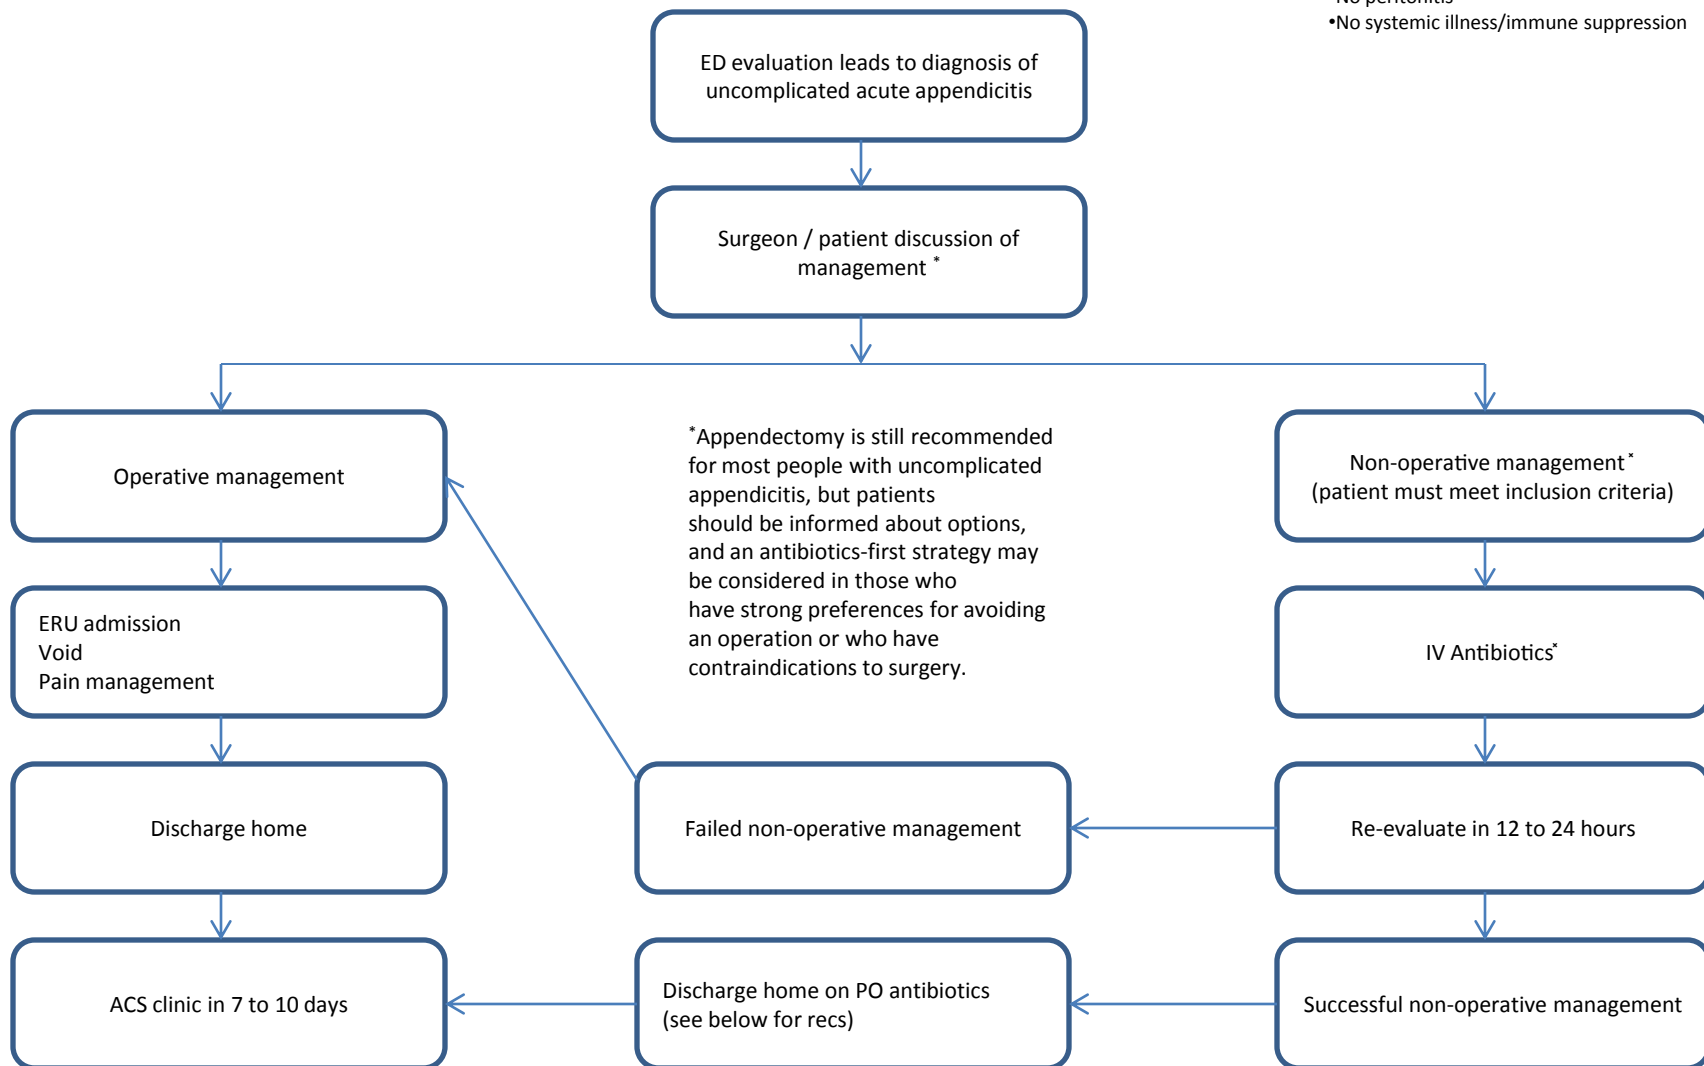 •No peritonitis
•No systemic illness/immune suppression
ED evaluation leads to diagnosis of
uncomplicated acute appendicitis
Surgeon / patient discussion of
management *
Operative management
*Appendectomy is still recommended
for most people with uncomplicated
appendicitis, but patients
should be informed about options,
and an antibiotics-first strategy may
be considered in those who
have strong preferences for avoiding
an operation or who have
contraindications to surgery.
Non-operative management*
(patient must meet inclusion criteria)
ERU admission
Void
Pain management
IV Antibiotics*
Discharge home
Failed non-operative management
Re-evaluate in 12 to 24 hours
ACS clinic in 7 to 10 days
Discharge home on PO antibiotics
(see below for recs)
Successful non-operative management